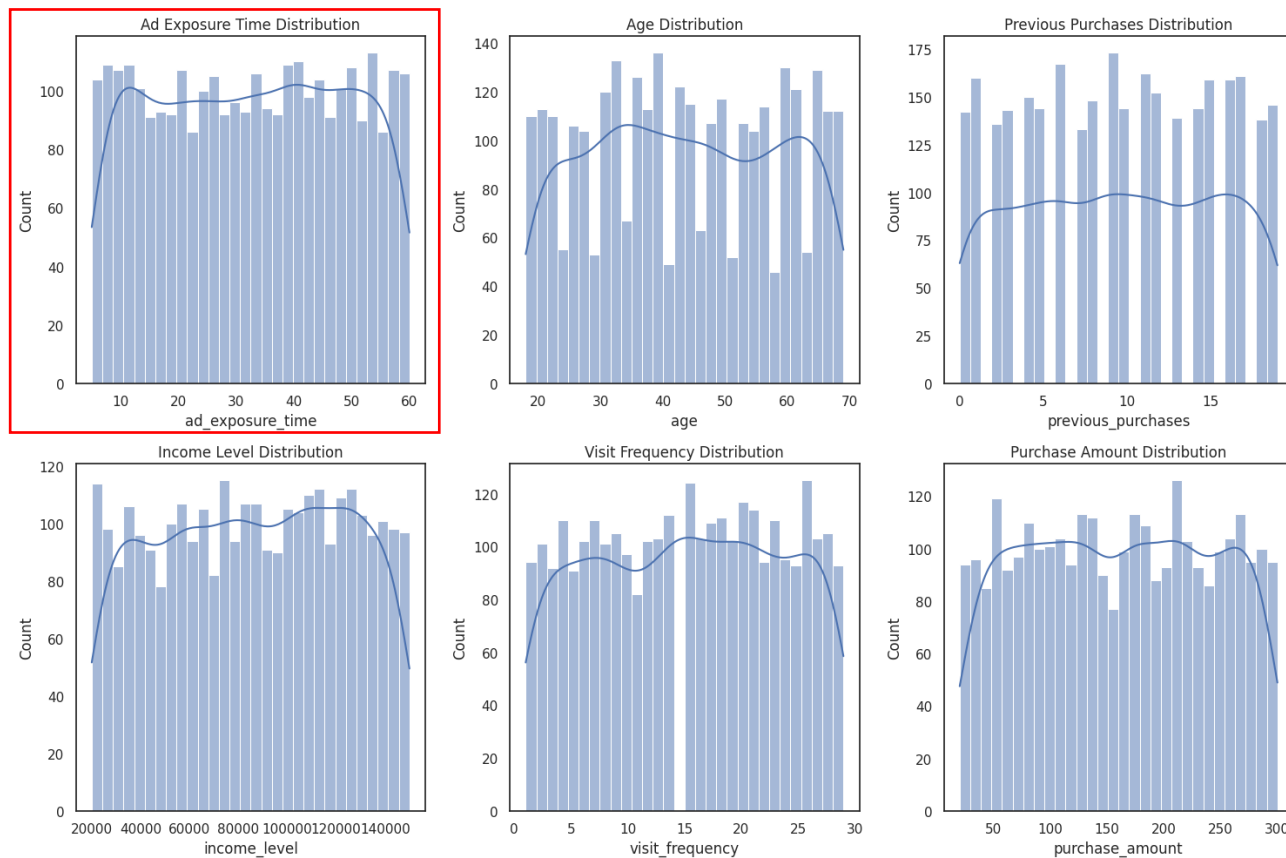 Ad Exposure Time Distribution
140
120
100
80
60
40
20
0
Count
10 20 30 40 50 60
ad_exposure_time
Age Distribution
140
120
100
80
60
40
20
0
Count
20 30 40 50 60 70
age
Previous Purchases Distribution
175
150
125
100
75
50
25
0
Count
0 5 10 15
previous_purchases
Income Level Distribution
120
100
80
60
40
20
0
Count
20000 40000 60000 80000 100000 120000 140000
income_level
Visit Frequency Distribution
120
100
80
60
40
20
0
Count
0 5 10 15 20 25 30
visit_frequency
Purchase Amount Distribution
120
100
80
60
40
20
0
Count
50 100 150 200 250 300
purchase_amount